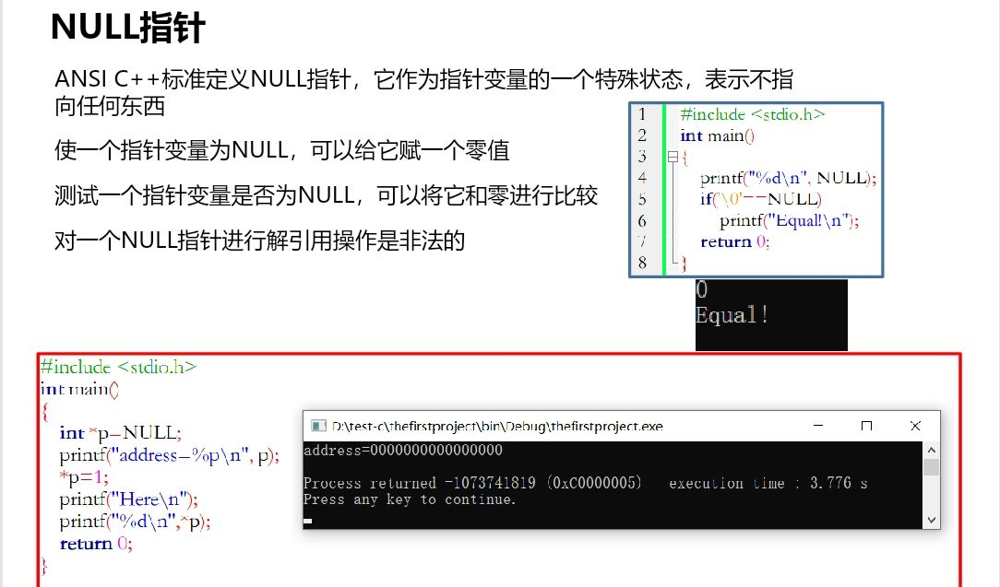 NULL指针
ANSI C++标准定义NULL指针，它作为指针变量的一个特殊状态，表示不指
向任何东西
使一个指针变量为NULL，可以给它赋一个零值
测试一个指针变量是否为NULL，可以将它和零进行比较
对一个NULL指针进行解引用操作是非法的
1 #include <stdio.h>
2 int main()
3 {
4 printf("%d\n", NULL);
5 if('\0'==NULL)
6 printf("Equal!\n");
7 return 0;
8 }
0
Equal!
#include <stdio.h>
int main()
{
int *p=NULL;
printf("address=%p\n", p);
*p=1;
printf("Here\n");
printf("%d\n",*p);
return 0;
}
D:\test-c\thefirstproject\bin\Debug\thefirstproject.exe
address=0000000000000000
Process returned -1073741819 (0xC0000005) execution time : 3.776 s
Press any key to continue.